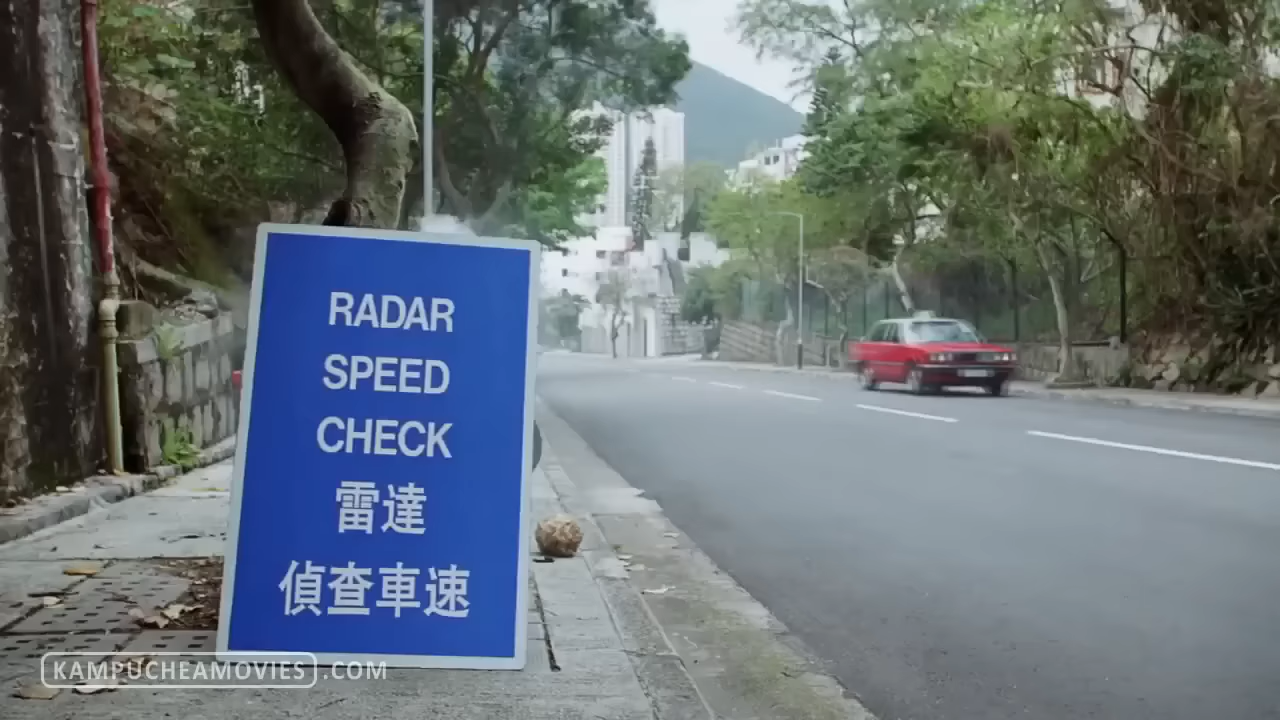 RADAR
SPEED
CHECK
雷達
偵查車速
KAMPUCHEAMOVIES.COM